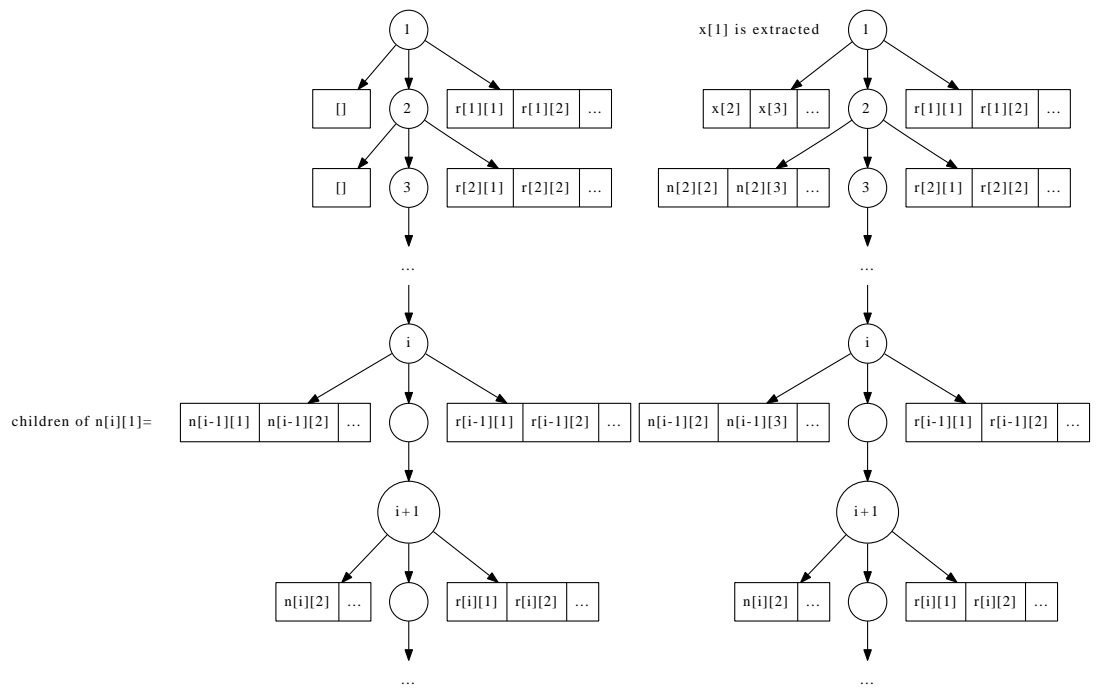 1 x[1] is extracted 1
[] 2 r[1][1] r[1][2] ... x[2] x[3] ... 2 r[1][1] r[1][2] ...
[] 3 r[2][1] r[2][2] ... n[2][2] n[2][3] ... 3 r[2][1] r[2][2] ...
... ...
i i
children of n[i][1]= n[i-1][1] n[i-1][2] ... r[i-1][1] r[i-1][2] ... n[i-1][2] n[i-1][3] ... r[i-1][1] r[i-1][2] ...
i+1 i+1
n[i][2] ... r[i][1] r[i][2] ... n[i][2] ... r[i][1] r[i][2] ...
... ...